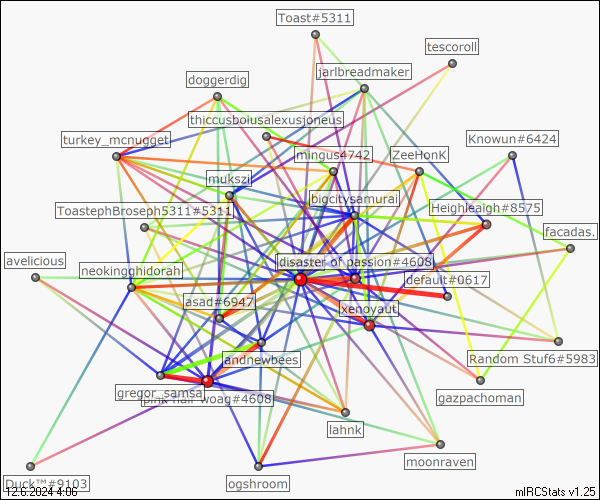 Toast#5311
tescoroll
jarlbreadmaker
doggerdig
thiccusboiusalexusjoneus
turkey_mcnugget
Knowun#6424
mingus4742
ZeeHonK
mukszi
bigcitysamurai
ToastephBroseph5311#5311
Heighleaigh#8575
facadas.
avelicious
disaster of passion#4608
neokingghidorah
default#0617
asad#6947
xenoyaut
landnewbees
Random Stuf6#5983
gregor_samsa
pink hair woag#4608
gazpachoman
lahnk
moonraven
Duck™#9103
ogshroom
12.6.2024 4:06
mIRCStats v1.25